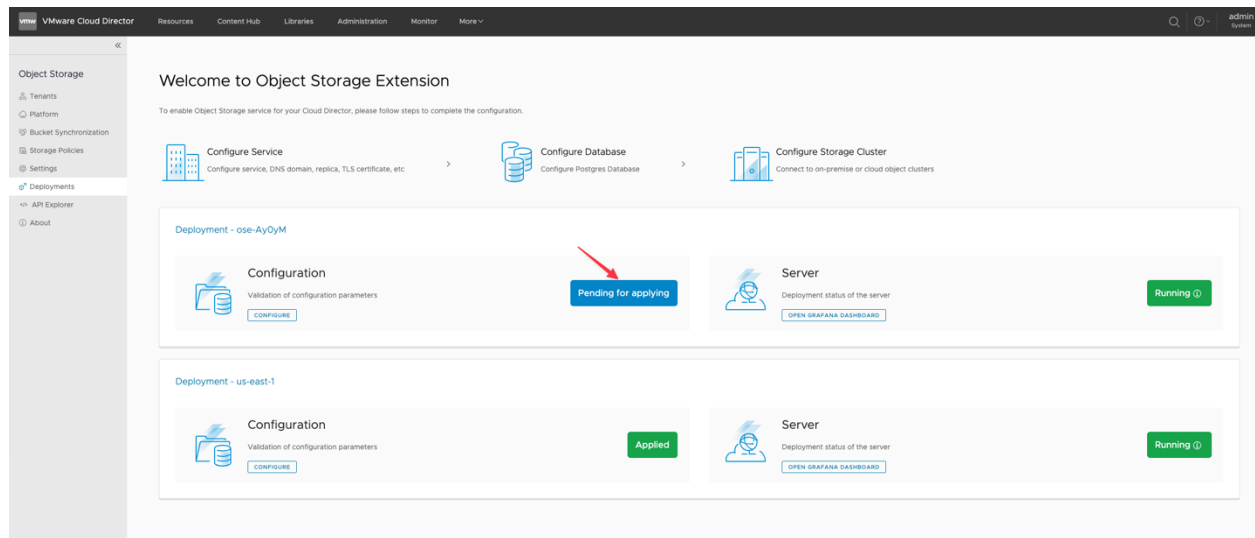 vmw VMware Cloud Director Resources Content Hub Libraries Administration Monitor More admin
System
Object Storage
Tenants
Platform
Bucket Synchronization
Storage Policies
Settings
Deployments
API Explorer
About
Welcome to Object Storage Extension
To enable Object Storage service for your Cloud Director, please follow steps to complete the configuration.
Configure Service
Configure service, DNS domain, replica, TLS certificate, etc
Configure Database
Configure Postgres Database
Configure Storage Cluster
Connect to on-premise or cloud object clusters
Deployment - ose-Ay0yM
Configuration
Validation of configuration parameters
CONFIGURE
Pending for applying
Server
Deployment status of the server
OPEN GRAFANA DASHBOARD
Running
Deployment - us-east-1
Configuration
Validation of configuration parameters
CONFIGURE
Applied
Server
Deployment status of the server
OPEN GRAFANA DASHBOARD
Running